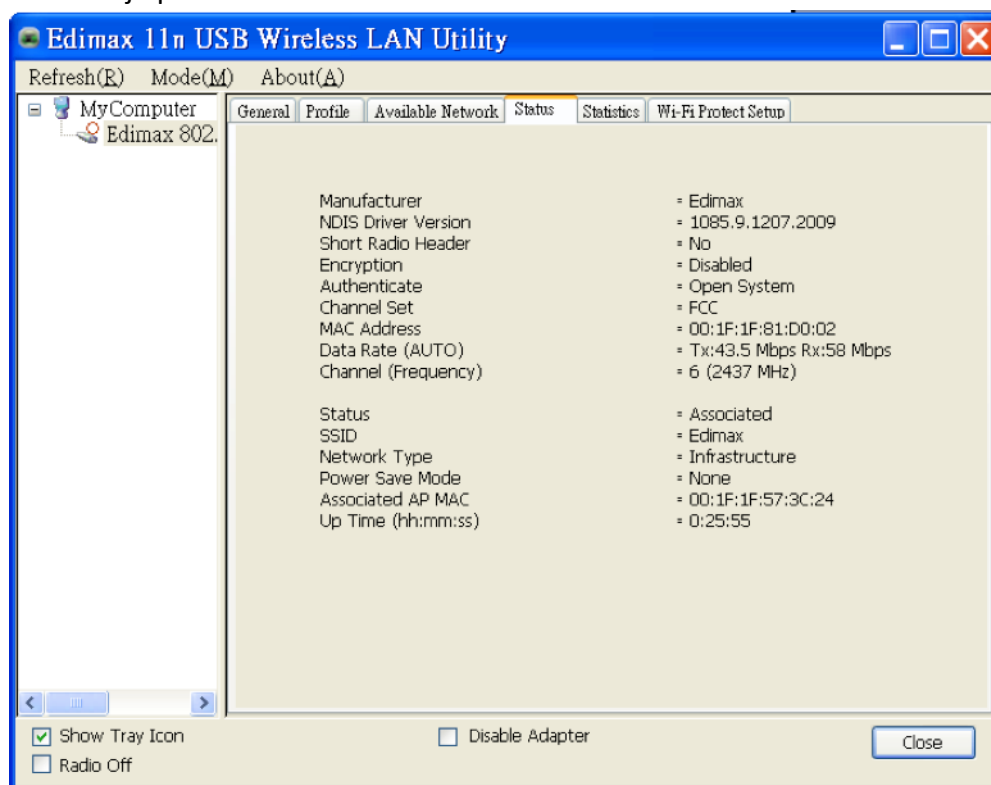 Edimax 11n USB Wireless LAN Utility
Refresh(R) Mode(M) About(A)
MyComputer
Edimax 802.
General Profile Available Network Status Statistics Wi-Fi Protect Setup
Manufacturer = Edimax
NDIS Driver Version = 1085.9.1207.2009
Short Radio Header = No
Encryption = Disabled
Authenticate = Open System
Channel Set = FCC
MAC Address = 00:1F:1F:81:D0:02
Data Rate (AUTO) = Tx:43.5 Mbps Rx:58 Mbps
Channel (Frequency) = 6 (2437 MHz)
Status = Associated
SSID = Edimax
Network Type = Infrastructure
Power Save Mode = None
Associated AP MAC = 00:1F:1F:57:3C:24
Up Time (hh:mm:ss) = 0:25:55
Show Tray Icon Disable Adapter Close
Radio Off